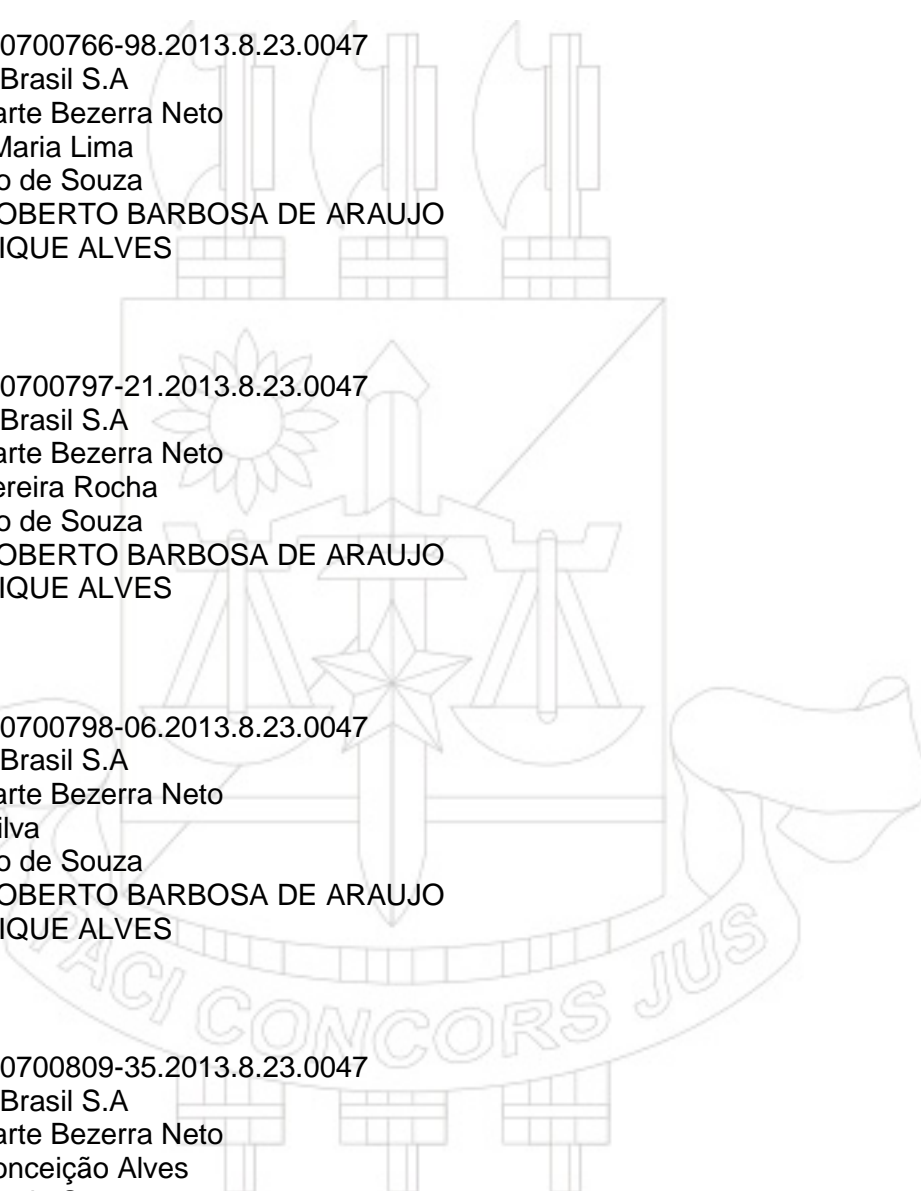 0700766-98.2013.8.23.0047
Brasil S.A
arte Bezerra Neto
Maria Lima
o de Souza
OBERTO BARBOSA DE ARAUJO
IQUE ALVES
0700797-21.2013.8.23.0047
Brasil S.A
arte Bezerra Neto
ereira Rocha
o de Souza
OBERTO BARBOSA DE ARAUJO
IQUE ALVES
0700798-06.2013.8.23.0047
Brasil S.A
arte Bezerra Neto
ilva
o de Souza
OBERTO BARBOSA DE ARAUJO
IQUE ALVES
PACI CONCORS JUS
0700809-35.2013.8.23.0047
Brasil S.A
arte Bezerra Neto
onceição Alves